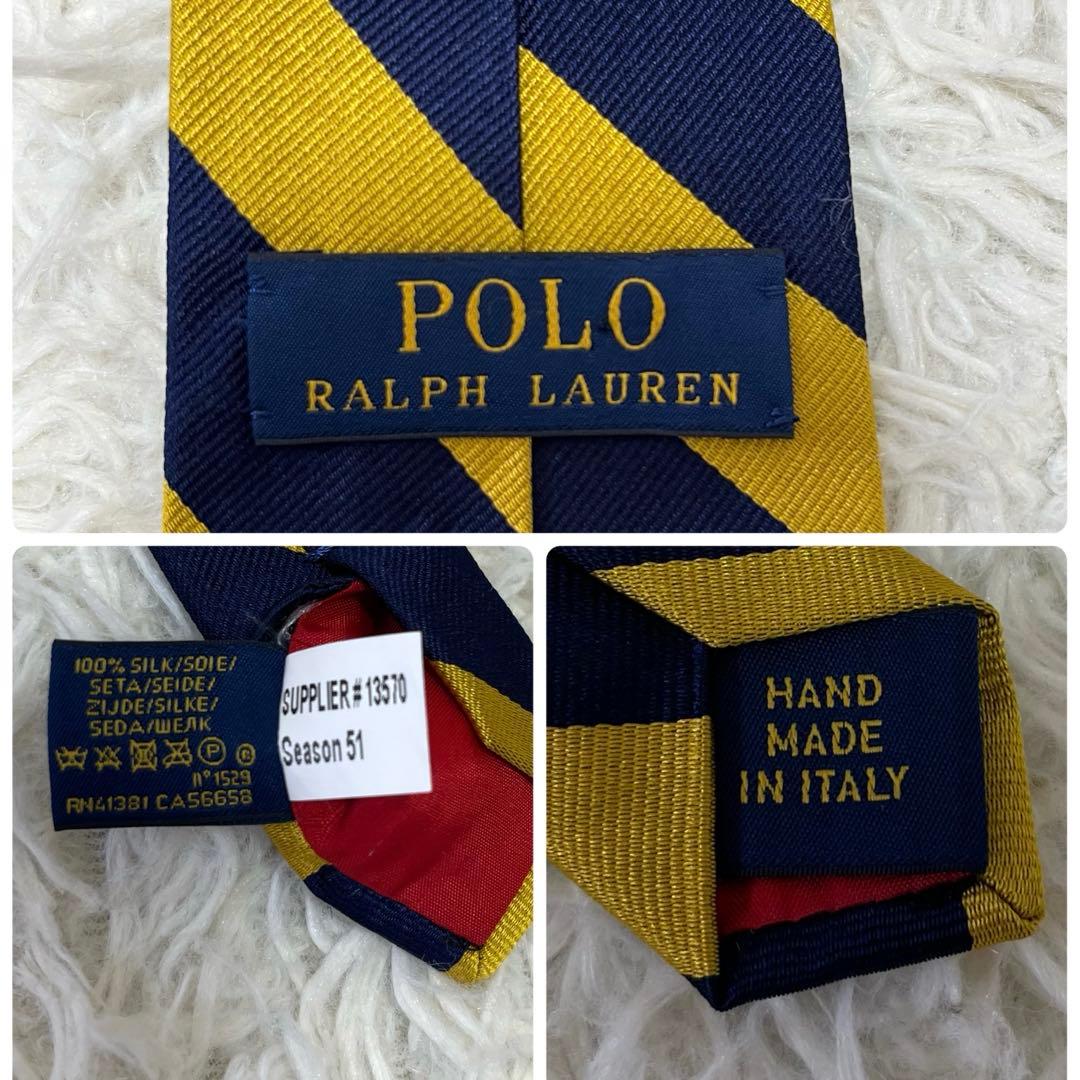 POLO
RALPH LAUREN
100% SILK/SOIE/
SETA/SEIDE/
ZIJDE/SILKE/
SEDA/ШЕЛК
P
n°1529
RN41381 CA56658
SUPPLIER# 13570
Season 51
HAND
MADE
IN ITALY